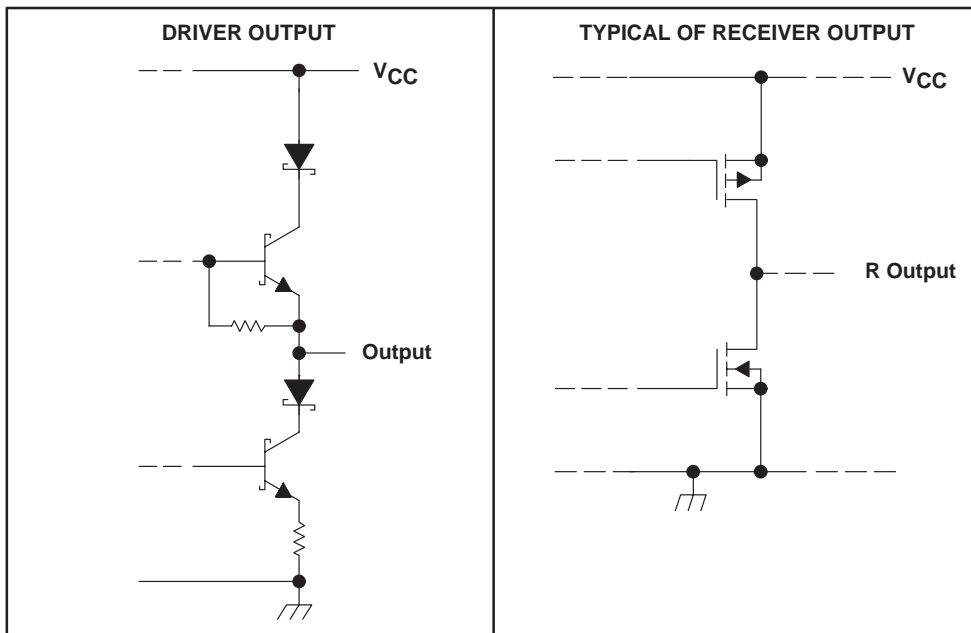 DRIVER OUTPUT
VCC
Output
TYPICAL OF RECEIVER OUTPUT
VCC
R Output